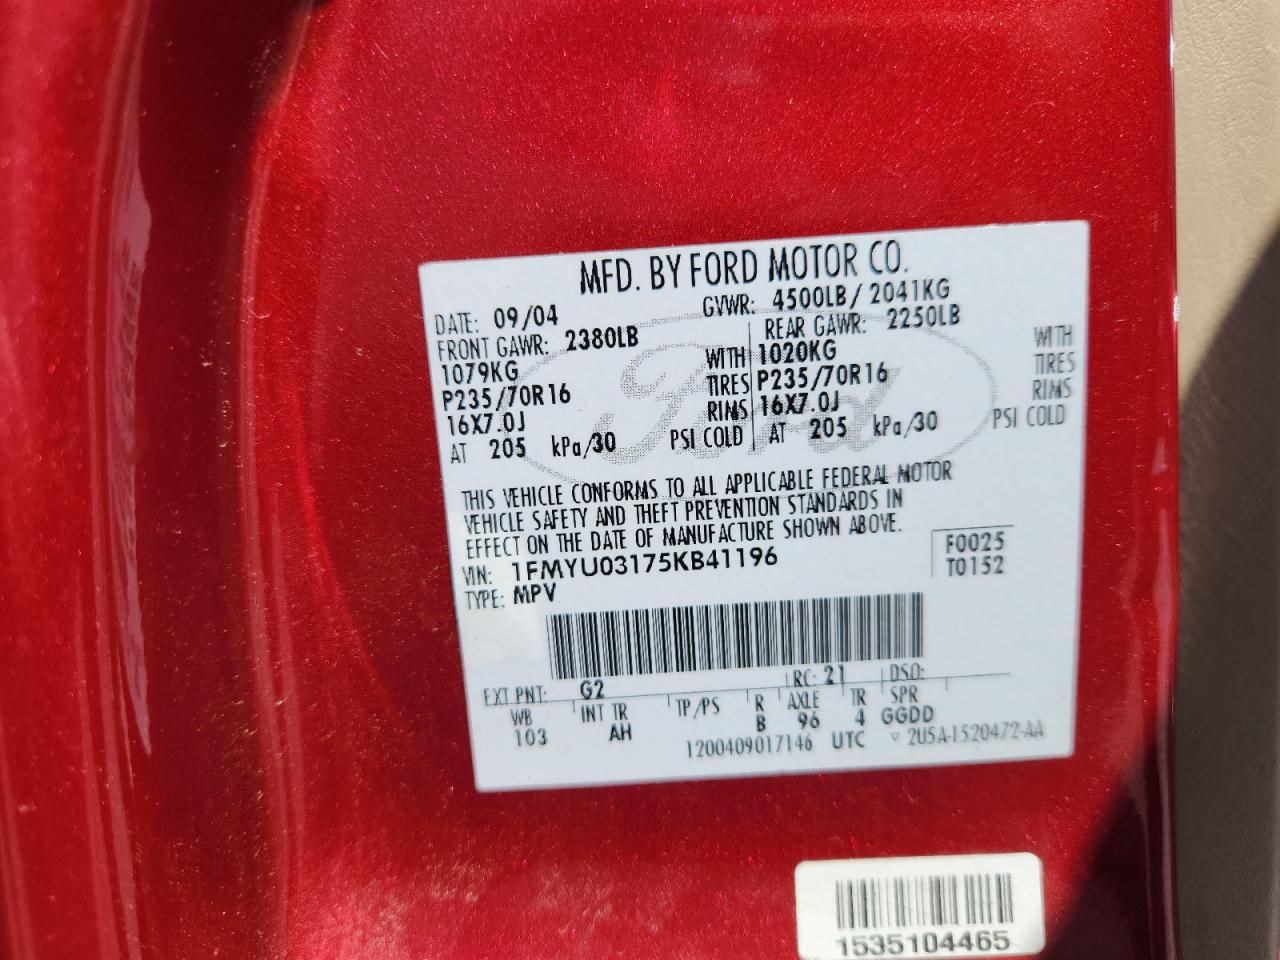 MFD. BY FORD MOTOR CO.
DATE: 09/04 GVWR: 4500LB/ 2041KG
FRONT GAWR: 2380LB REAR GAWR: 2250LB
1079KG WITH 1020KG WITH
P235/70R16 TIRES P235/70R16 TIRES
16X7.0J RIMS 16X7.0J RIMS
AT 205 kPa/30 PSI COLD AT 205 kPa/30 PSI COLD
Ford
THIS VEHICLE CONFORMS TO ALL APPLICABLE FEDERAL MOTOR
VEHICLE SAFETY AND THEFT PREVENTION STANDARDS IN
EFFECT ON THE DATE OF MANUFACTURE SHOWN ABOVE.
VIN: 1FMYU03175KB41196 F0025
TYPE: MPV T0152
EXT PNT: G2 RC: 21 DSO:
WB INT TR TP/PS R AXLE TR SPR
103 AH B 96 4 GGDD
1200409017146 UTC ▽ 2U5A-1520472-AA
1535104465